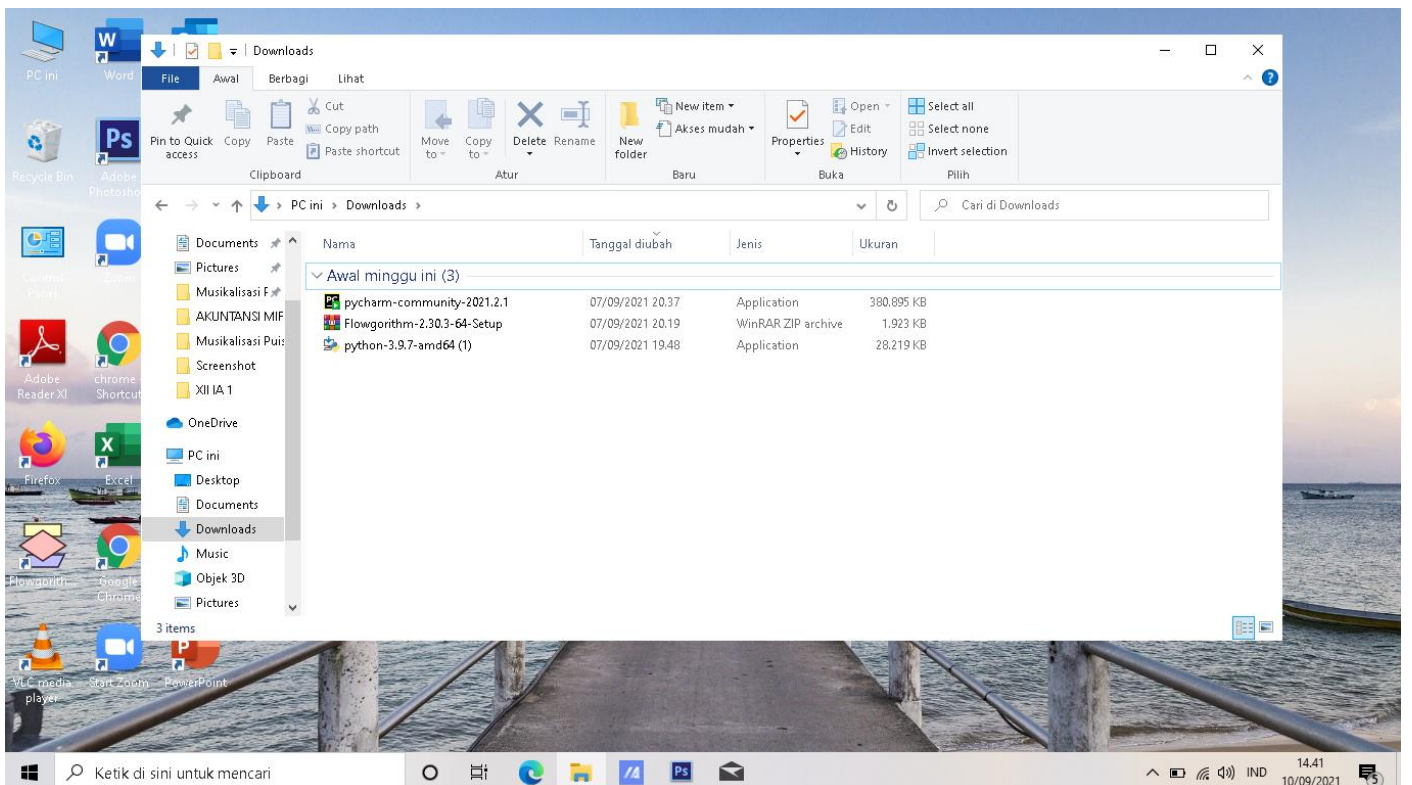 PC ini
Word
Downloads
File Awal Berbagi Lihat
Pin to Quick access
Copy
Paste
Cut
Copy path
Paste shortcut
Clipboard
Move to
Copy to
Delete
Rename
Atur
New folder
New item
Akses mudah
Baru
Properties
Open
Edit
History
Buka
Select all
Select none
Invert selection
Pilih
PC ini > Downloads >
Cari di Downloads
Nama Tanggal diubah Jenis Ukuran
Awal minggu ini (3)
pycharm-community-2021.2.1 07/09/2021 20.37 Application 380.895 KB
Flowgorithm-2.30.3-64-Setup 07/09/2021 20.19 WinRAR ZIP archive 1.923 KB
python-3.9.7-amd64 (1) 07/09/2021 19.48 Application 28.219 KB
Documents
Pictures
Musikalisasi
AKUNTANSI MIF
Musikalisasi Puis
Screenshot
XII IA 1
OneDrive
PC ini
Desktop
Documents
Downloads
Music
Objek 3D
Pictures
3 items
Recycle Bin
Ps
Adobe
Photosho
Control Panel
Zoom
Adobe Reader XI
chrome - Shortcut
Firefox
Excel
Flowgorith...
Google Chrome
VLC media player
Start Zoom
PowerPoint
Ketik di sini untuk mencari
Ps
IND
14.41
10/09/2021
5